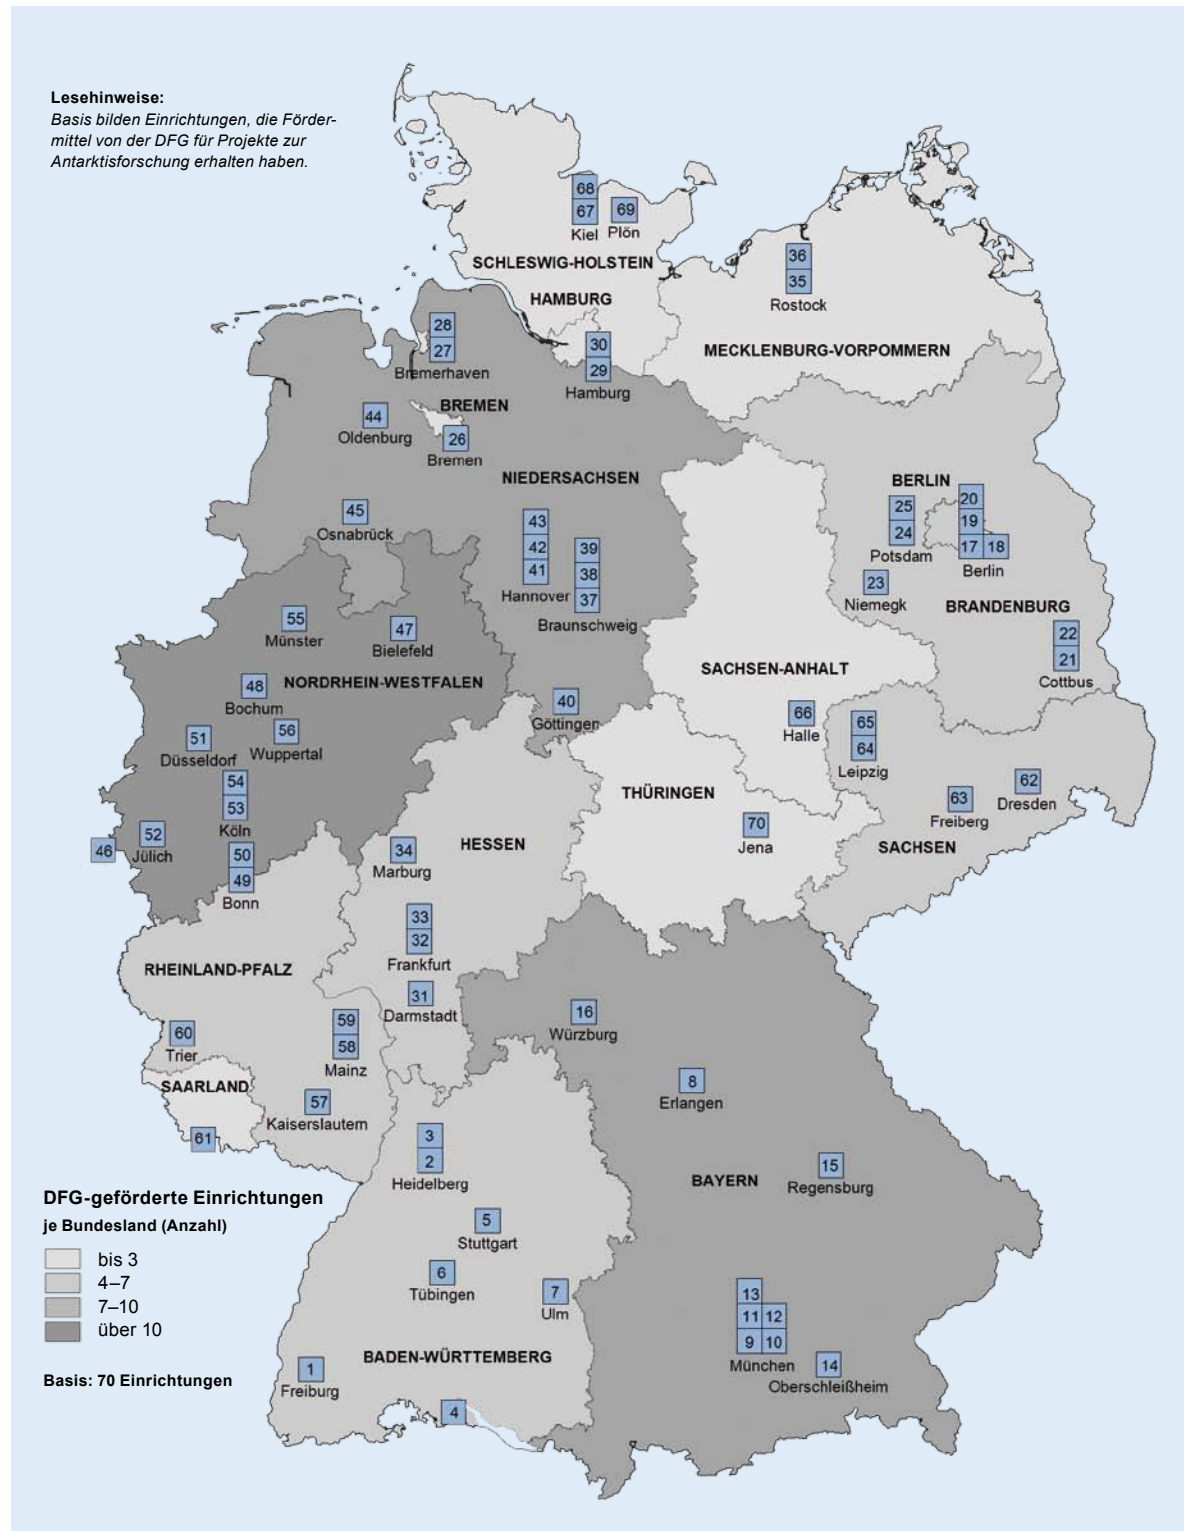 Lesehinweise:
Basis bilden Einrichtungen, die Förder-
mittel von der DFG für Projekte zur
Antarktisforschung erhalten haben.
68
67
Kiel
69
Plön
SCHLESWIG-HOLSTEIN
36
35
Rostock
HAMBURG
30
29
Hamburg
MECKLENBURG-VORPOMMERN
28
27
Bremerhaven
BREMEN
44
Oldenburg
26
Bremen
NIEDERSACHSEN
BERLIN
20
19
17 18
Berlin
25
24
Potsdam
45
Osnabrück
43
42
41
Hannover
39
38
37
Braunschweig
23
Niemegk
BRANDENBURG
22
21
Cottbus
55
Münster
47
Bielefeld
SACHSEN-ANHALT
NORDRHEIN-WESTFALEN
48
Bochum
40
Göttingen
66
Halle
65
64
Leipzig
51
Düsseldorf
56
Wuppertal
54
53
Köln
THÜRINGEN
62
Dresden
63
Freiberg
46
52
Jülich
50
49
Bonn
34
Marburg
HESSEN
70
Jena
SACHSEN
33
32
Frankfurt
RHEINLAND-PFALZ
31
Darmstadt
16
Würzburg
60
Trier
59
58
Mainz
SAARLAND
57
Kaiserslautern
8
Erlangen
61
3
2
Heidelberg
15
Regensburg
BAYERN
DFG-geförderte Einrichtungen
je Bundesland (Anzahl)
bis 3
4–7
7–10
über 10
Basis: 70 Einrichtungen
5
Stuttgart
6
Tübingen
7
Ulm
13
11 12
9 10
München
14
Oberschleißheim
BADEN-WÜRTTEMBERG
1
Freiburg
4